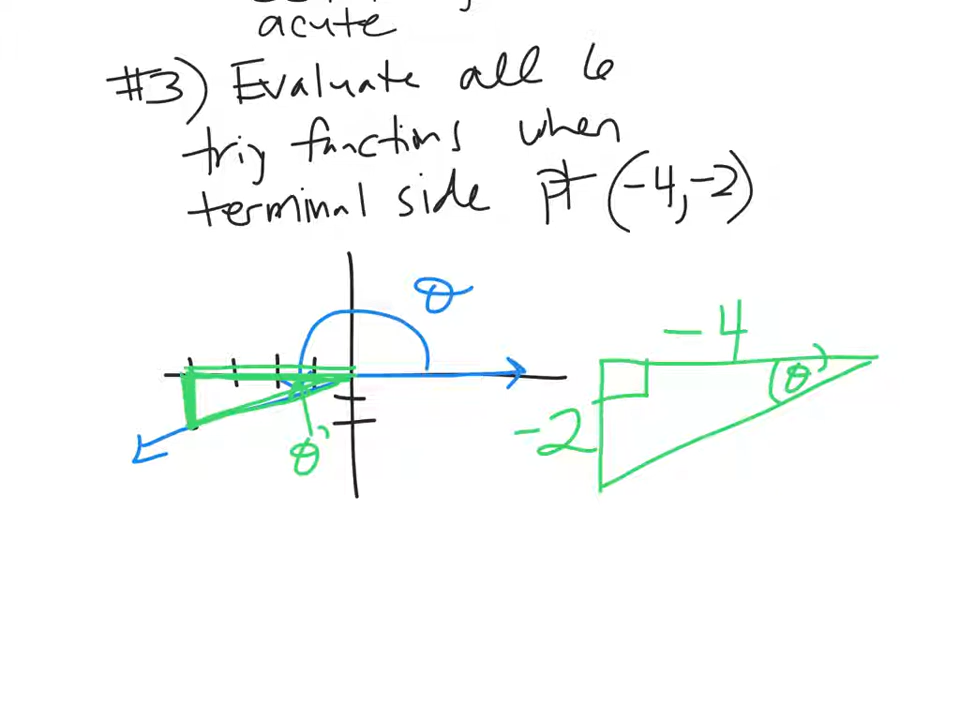 acute
#3) Evaluate all 6
trig functions when
terminal side pt (-4,-2)
θ
-4
θ'
-2
θ'